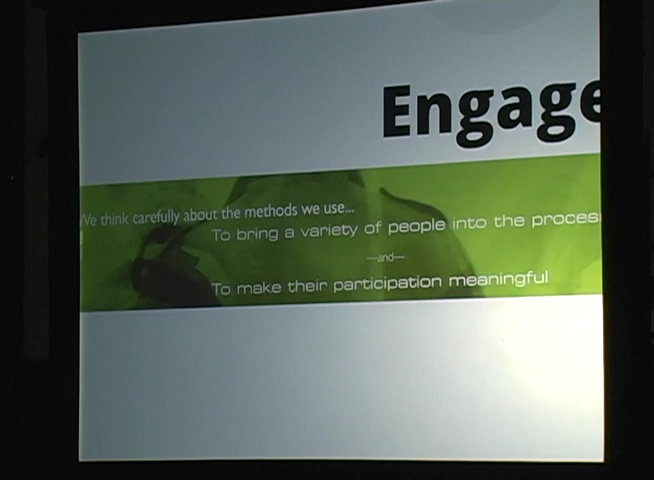 Engage
We think carefully about the methods we use...
To bring a variety of people into the proces
—and—
To make their participation meaningful